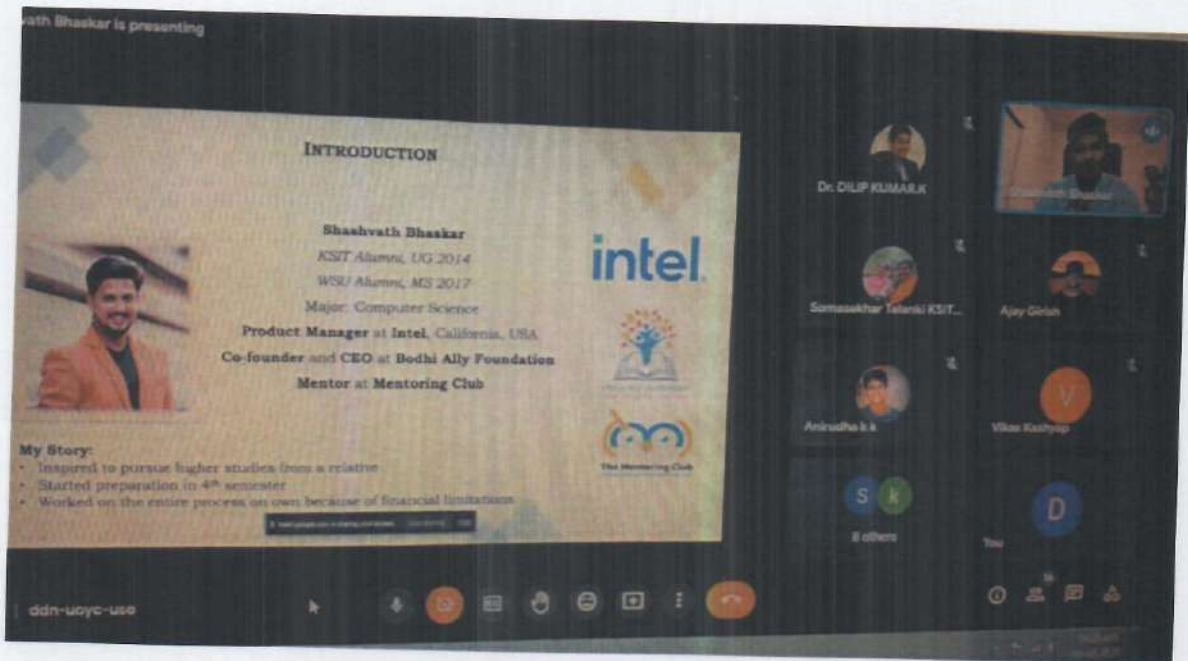 vath Bhaskar is presenting
INTRODUCTION
Shashvath Bhaskar
KSIT Alumni, UG 2014
WSU Alumni, MS 2017
Major: Computer Science
Product Manager at Intel, California, USA
Co-founder and CEO at Bodhi Ally Foundation
Mentor at Mentoring Club
intel
The Mentoring Club
My Story:
• Inspired to pursue higher studies from a relative
• Started preparation in 4th semester
• Worked on the entire process on own because of financial limitations
Dr. DILIP KUMAR.K
Shashvath Bhaskar
Somasekhar Tatanki KSIT...
Ajay Girish
Anirudha k k
V
Vikas Kashyap
S k
8 others
D
You
ddn-uoyc-uso